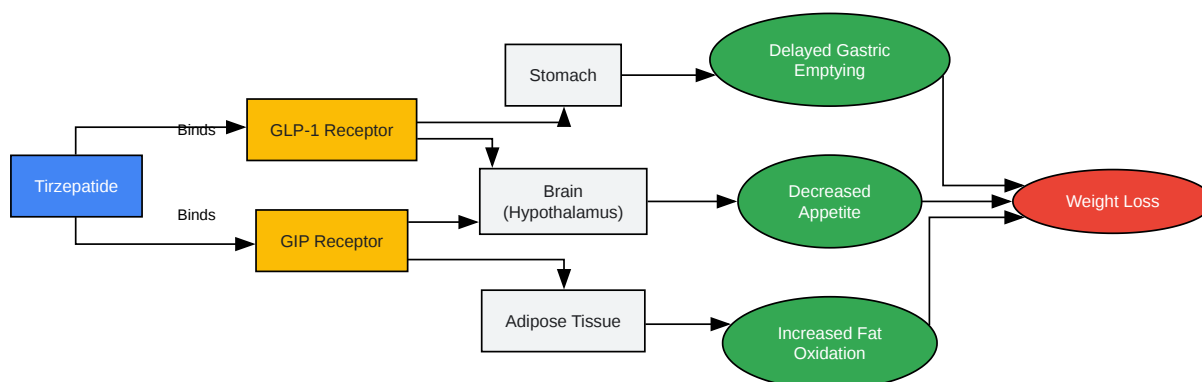 Delayed Gastric
Emptying
Stomach
Binds
GLP-1 Receptor
Tirzepatide
Brain
(Hypothalamus)
Decreased
Appetite
Weight Loss
Binds
GIP Receptor
Adipose Tissue
Increased Fat
Oxidation